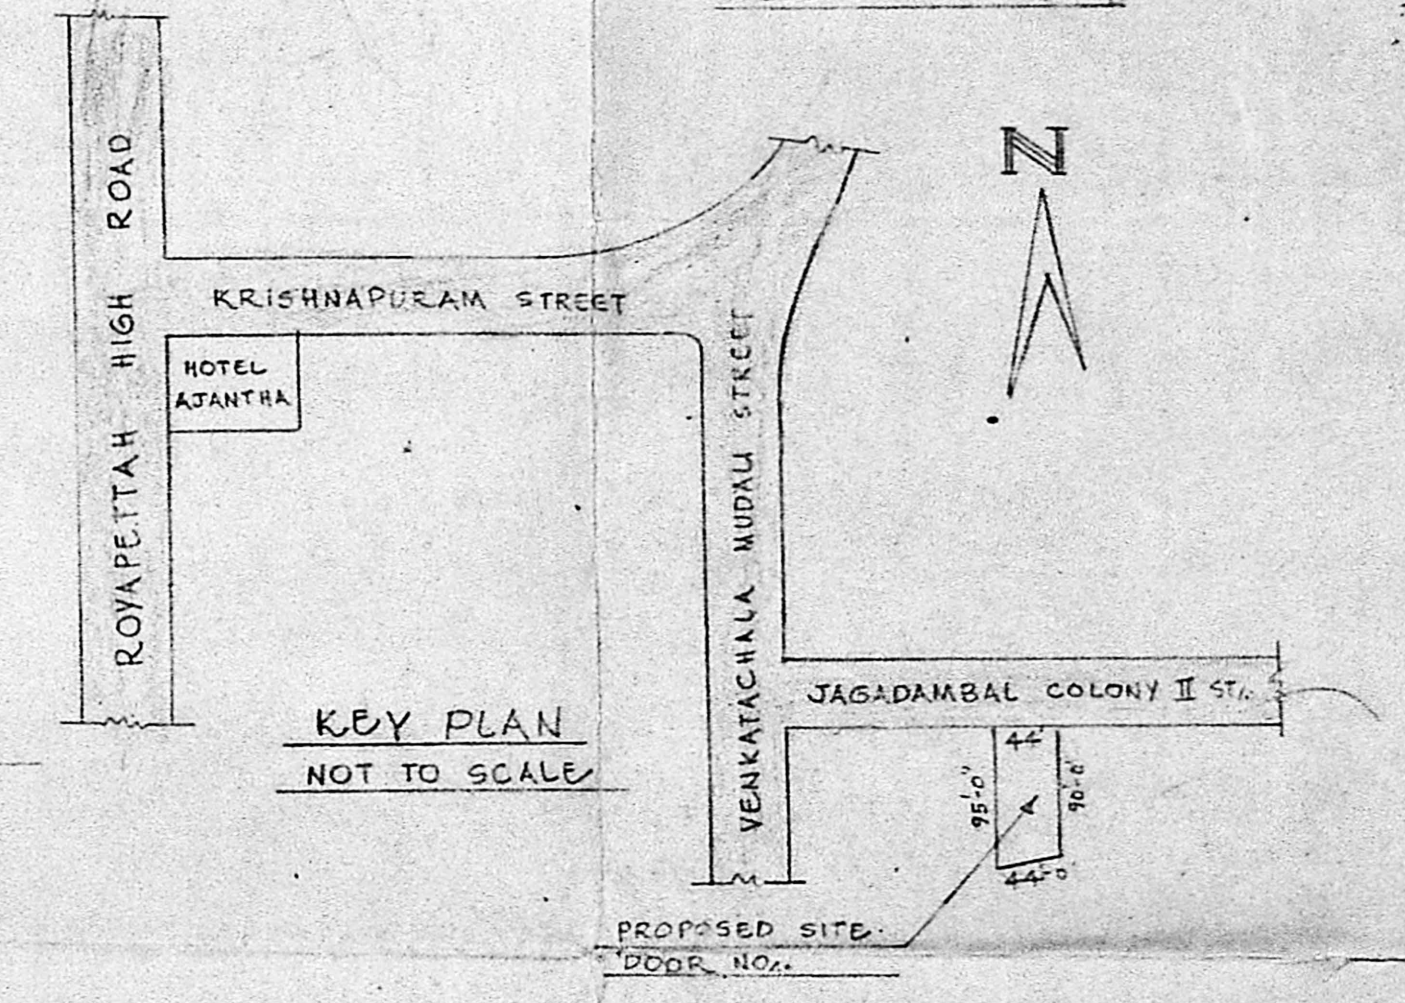 N
ROYAPETTAH HIGH ROAD
KRISHNAPURAM STREET
HOTEL
AJANTHA
VENKATACHALA MUDALI STREET
JAGADAMBAL COLONY II ST/.
44'
95'-0"
90'-0"
44'-0"
KEY PLAN
NOT TO SCALE
PROPOSED SITE.
DOOR NO/.